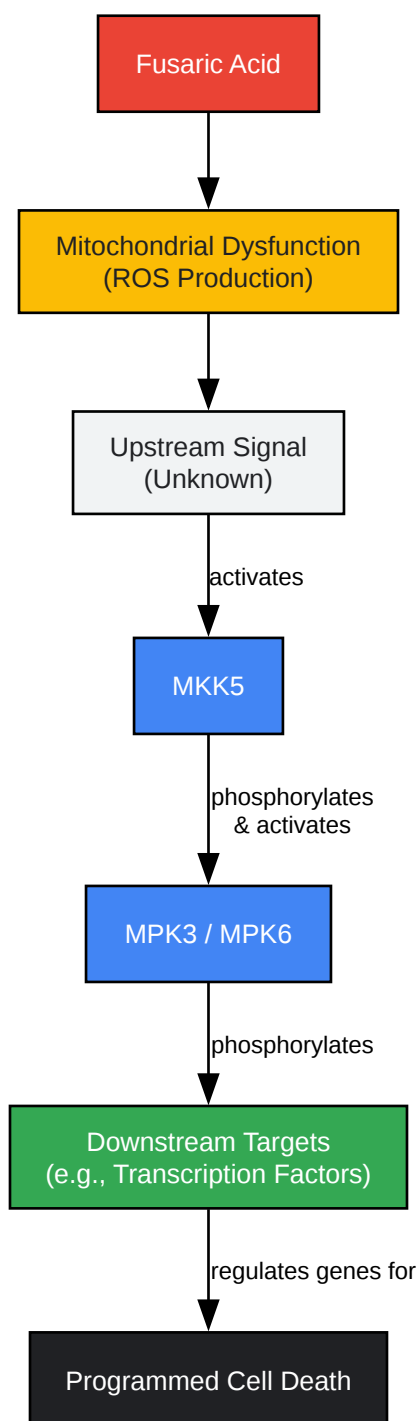 Fusaric Acid
Mitochondrial Dysfunction
(ROS Production)
Upstream Signal
(Unknown)
activates
MKK5
phosphorylates
& activates
MPK3 / MPK6
phosphorylates
Downstream Targets
(e.g., Transcription Factors)
regulates genes for
Programmed Cell Death